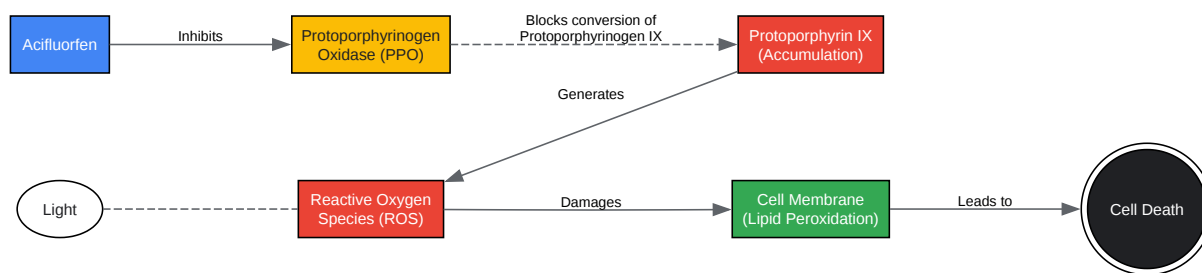 Acifluorfen
Inhibits
Protoporphyrinogen
Oxidase (PPO)
Blocks conversion of
Protoporphyrinogen IX
Protoporphyrin IX
(Accumulation)
Generates
Light
Reactive Oxygen
Species (ROS)
Damages
Cell Membrane
(Lipid Peroxidation)
Leads to
Cell Death